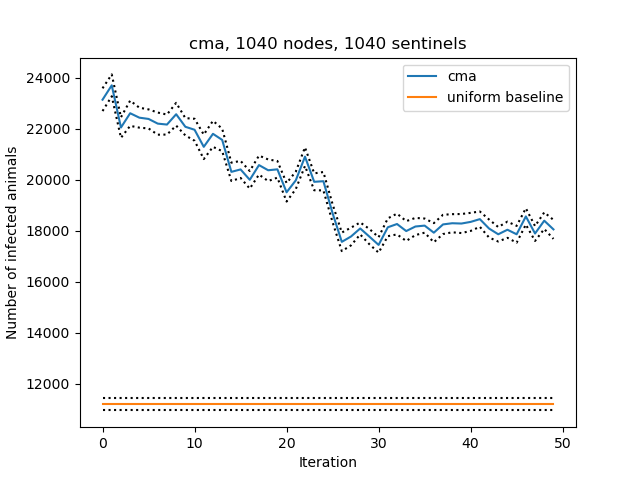 cma, 1040 nodes, 1040 sentinels
cma
uniform baseline
Number of infected animals
24000
22000
20000
18000
16000
14000
12000
0 10 20 30 40 50
Iteration